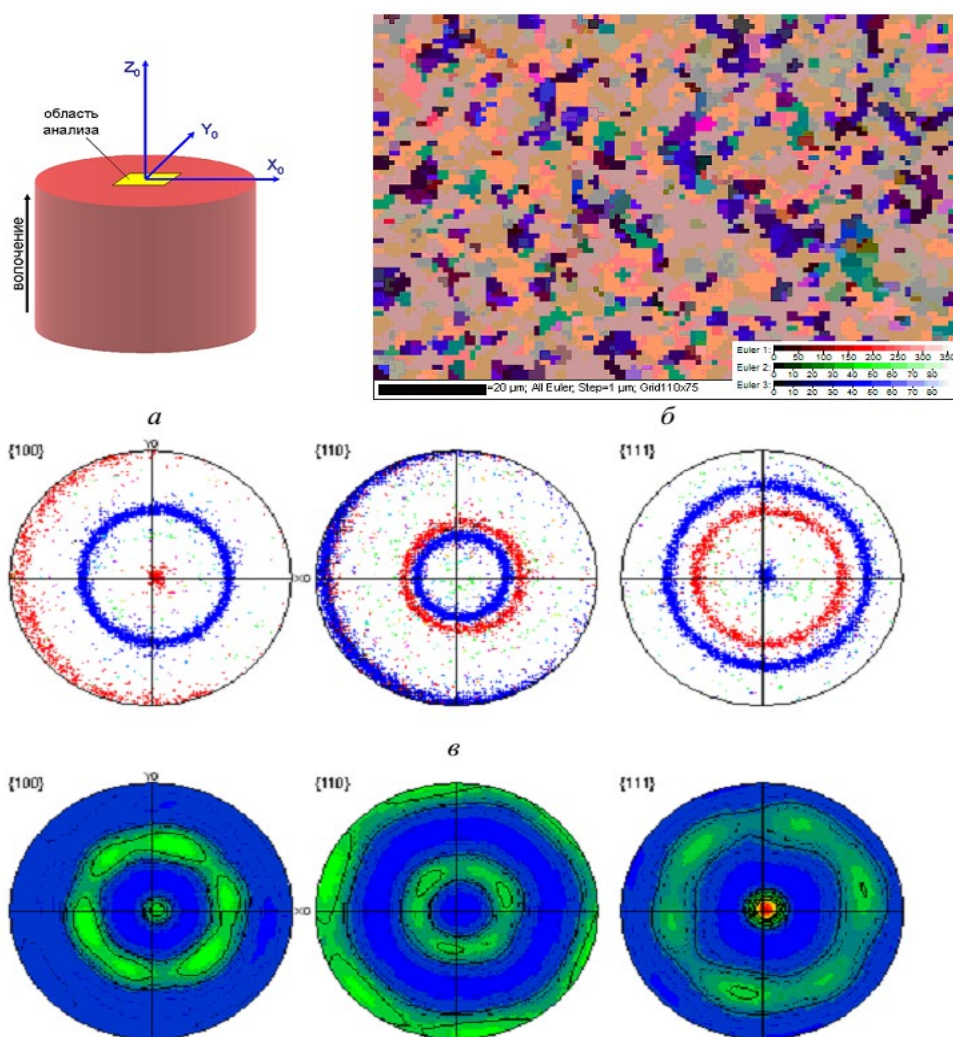 Z₀
область
анализа
Y₀
X₀
волочение
Euler 1:
0 50 100 150 200 250 300 350
Euler 2:
0 10 20 30 40 50 60 70 80
Euler 3:
0 10 20 30 40 50 60 70 80
=20 µm; All Euler; Step=1 µm; Grid110x75
а
б
{100}
Y0
X0
{110}
{111}
в
{100}
Y0
X0
{110}
{111}